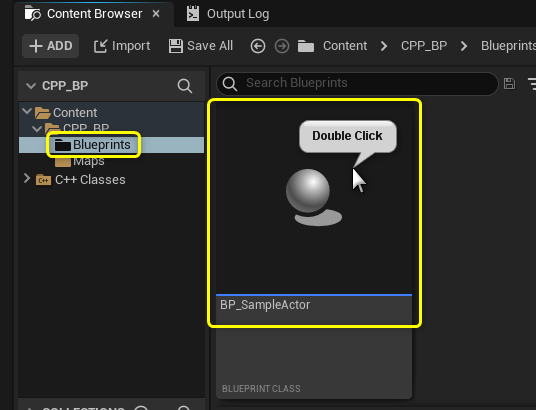 Content Browser
Output Log
ADD
Import
Save All
Content
CPP_BP
Blueprints
CPP_BP
Search Blueprints
Content
CPP_BP
Blueprints
Maps
C++ Classes
Double Click
BP_SampleActor
BLUEPRINT CLASS
COLLECTIONS